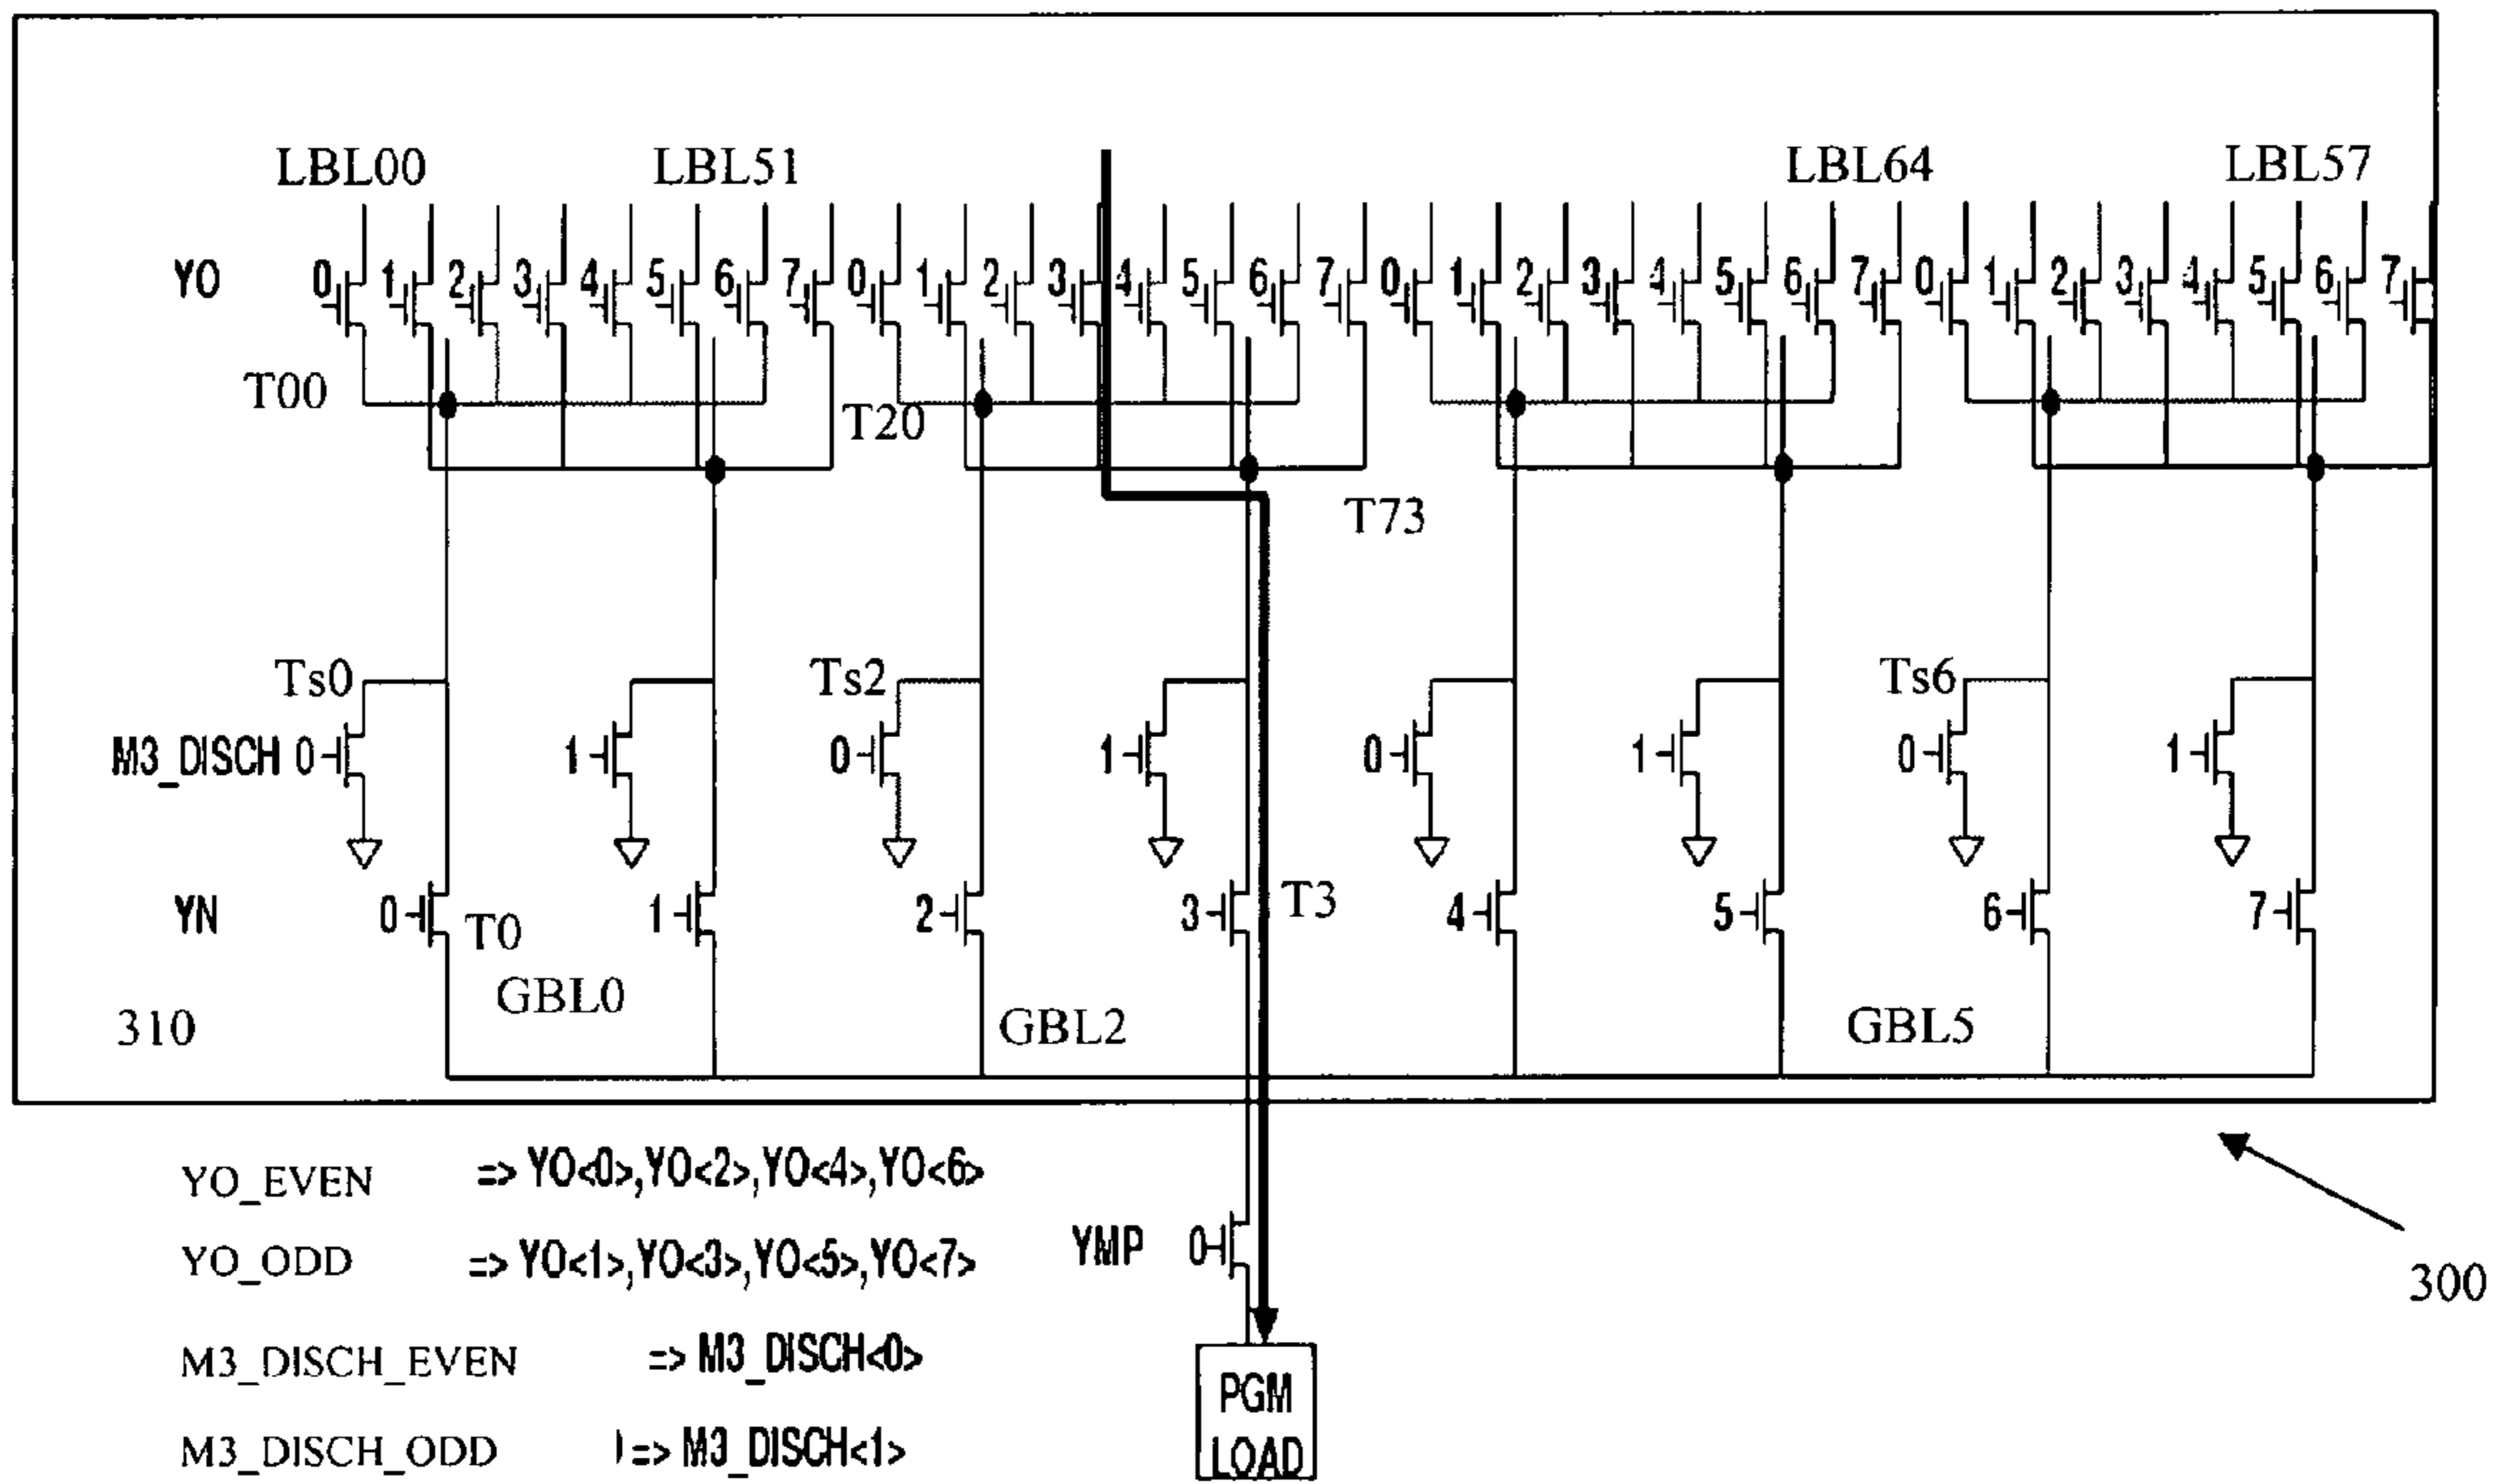 LBL00 LBL51 LBL64 LBL57
YO 0 1 2 3 4 5 6 7 0 1 2 3 4 5 6 7 0 1 2 3 4 5 6 7 0 1 2 3 4 5 6 7
T00 T20
T73
Ts0 Ts2 Ts6
M3_DISCH 0 1 0 1 0 1 0 1
YN 0 T0 1 2 3 T3 4 5 6 7
GBL0
310 GBL2 GBL5
YO_EVEN => YO<0>,YO<2>,YO<4>,YO<6>
YO_ODD => YO<1>,YO<3>,YO<5>,YO<7>
YMP 0
300
M3_DISCH_EVEN => M3_DISCH<0>
M3_DISCH_ODD => M3_DISCH<1>
PGM
LOAD